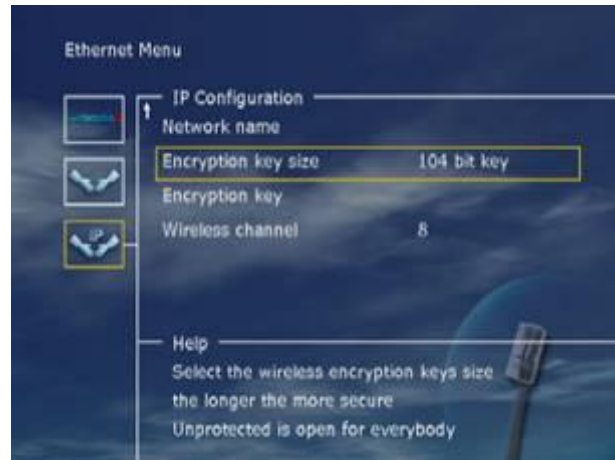 Ethernet Menu
IP Configuration
Network name
Encryption key size 104 bit key
Encryption key
Wireless channel 8
IP
Help
Select the wireless encryption keys size
the longer the more secure
Unprotected is open for everybody